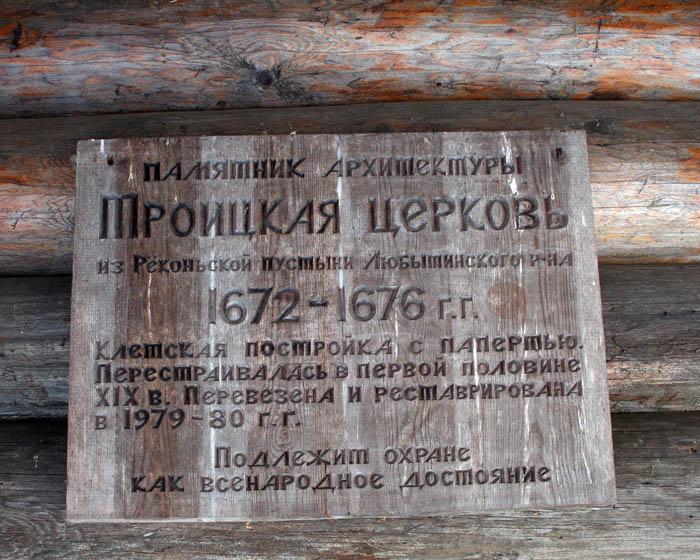 ПАМЯТНИК АРХИТЕКТУРЫ
ТРОИЦКАЯ ЦЕРКОВЬ
ИЗ РЁКОНЬСКОЙ ПУСТЫНИ ЛЮБЫТИНСКОГО Р-НА
1672-1676 Г.Г.
КЛЕТСКАЯ ПОСТРОЙКА С ПАПЕРТЬЮ.
ПЕРЕСТРАИВАЛАСЬ В ПЕРВОЙ ПОЛОВИНЕ
XIX В. ПЕРЕВЕЗЕНА И РЕСТАВРИРОВАНА
В 1979-80 Г.Г.
ПОДЛЕЖИТ ОХРАНЕ
КАК ВСЕНАРОДНОЕ ДОСТОЯНИЕ